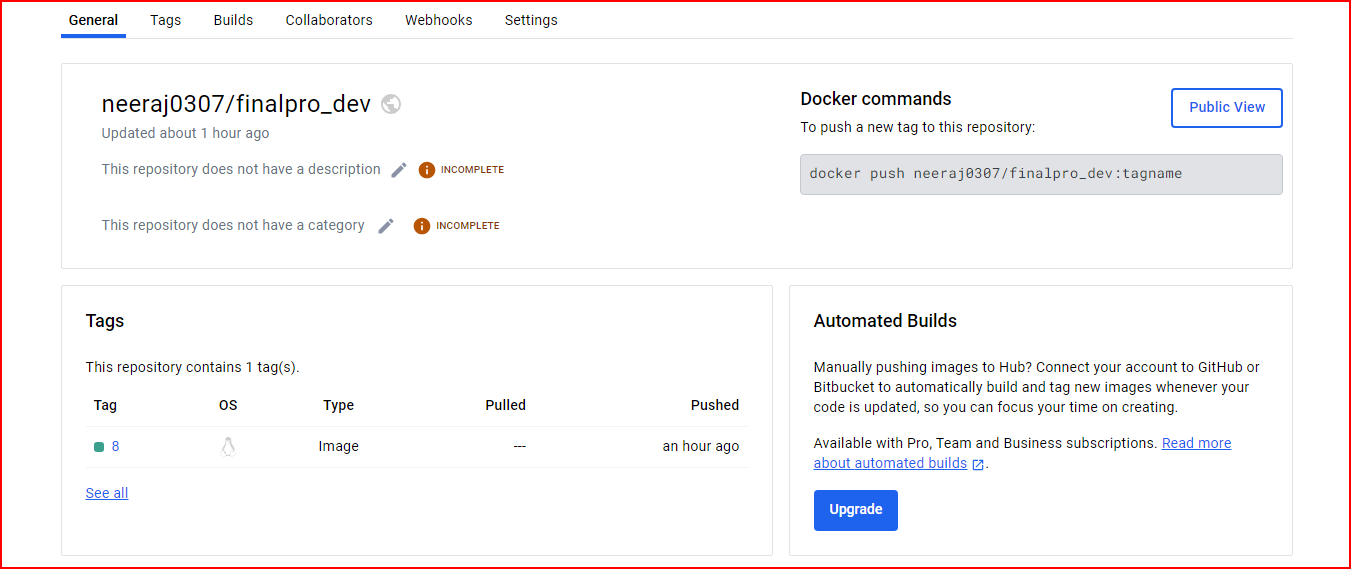 General Tags Builds Collaborators Webhooks Settings
neeraj0307/finalpro_dev
Updated about 1 hour ago
This repository does not have a description INCOMPLETE
This repository does not have a category INCOMPLETE
Docker commands
Public View
To push a new tag to this repository:
docker push neeraj0307/finalpro_dev:tagname
Tags
This repository contains 1 tag(s).
Tag OS Type Pulled Pushed
8 Image --- an hour ago
See all
Automated Builds
Manually pushing images to Hub? Connect your account to GitHub or
Bitbucket to automatically build and tag new images whenever your
code is updated, so you can focus your time on creating.
Available with Pro, Team and Business subscriptions. Read more
about automated builds .
Upgrade